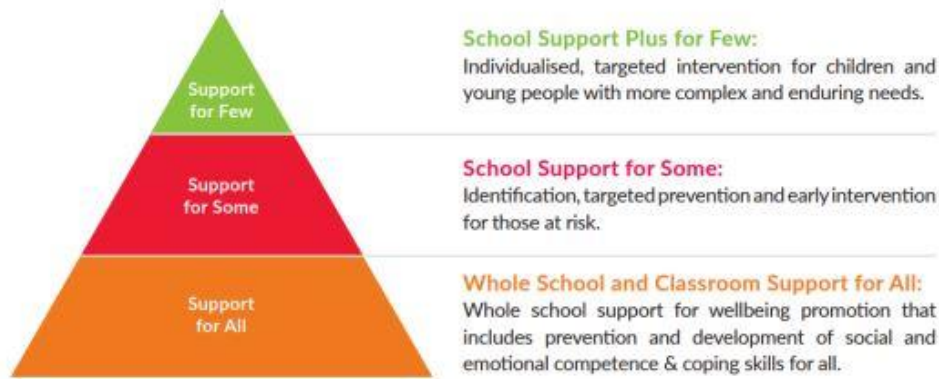 Support
for Few
School Support Plus for Few:
Individualised, targeted intervention for children and
young people with more complex and enduring needs.
Support
for Some
School Support for Some:
Identification, targeted prevention and early intervention
for those at risk.
Support
for All
Whole School and Classroom Support for All:
Whole school support for wellbeing promotion that
includes prevention and development of social and
emotional competence & coping skills for all.